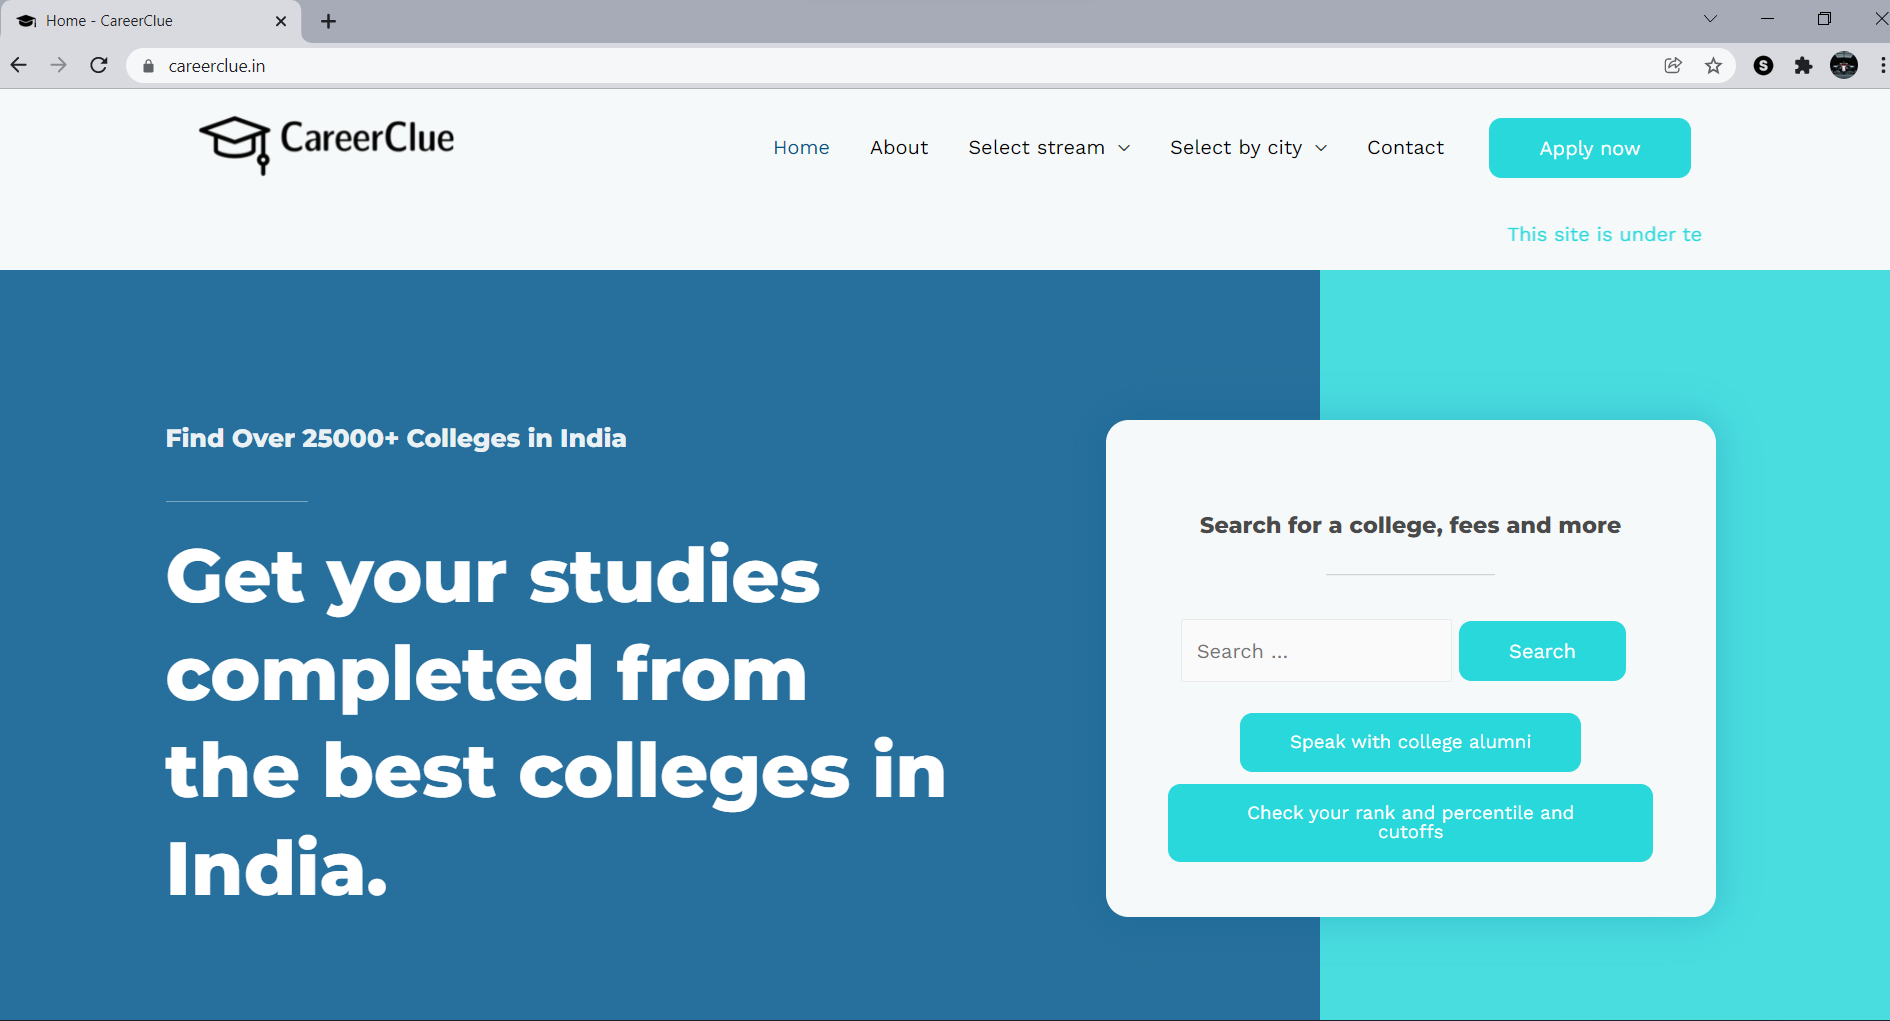 Home - CareerClue
careerclue.in
CareerClue
Home
About
Select stream
Select by city
Contact
Apply now
This site is under te
Find Over 25000+ Colleges in India
Get your studies
completed from
the best colleges in
India.
Search for a college, fees and more
Search ...
Search
Speak with college alumni
Check your rank and percentile and
cutoffs